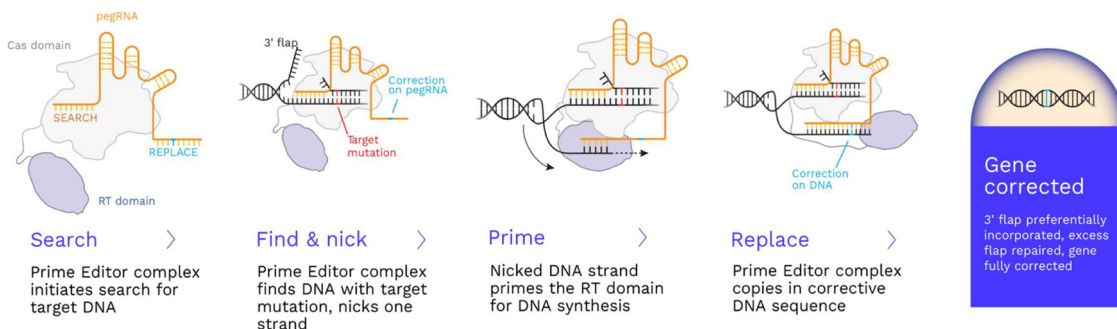 pegRNA
Cas domain
SEARCH
REPLACE
RT domain
Search
Prime Editor complex
initiates search for
target DNA
3' flap
Correction
on pegRNA
Target
mutation
Find & nick
Prime Editor complex
finds DNA with target
mutation, nicks one
strand
Prime
Nicked DNA strand
primes the RT domain
for DNA synthesis
Correction
on DNA
Replace
Prime Editor complex
copies in corrective
DNA sequence
Gene
corrected
3' flap preferentially
incorporated, excess
flap repaired, gene
fully corrected